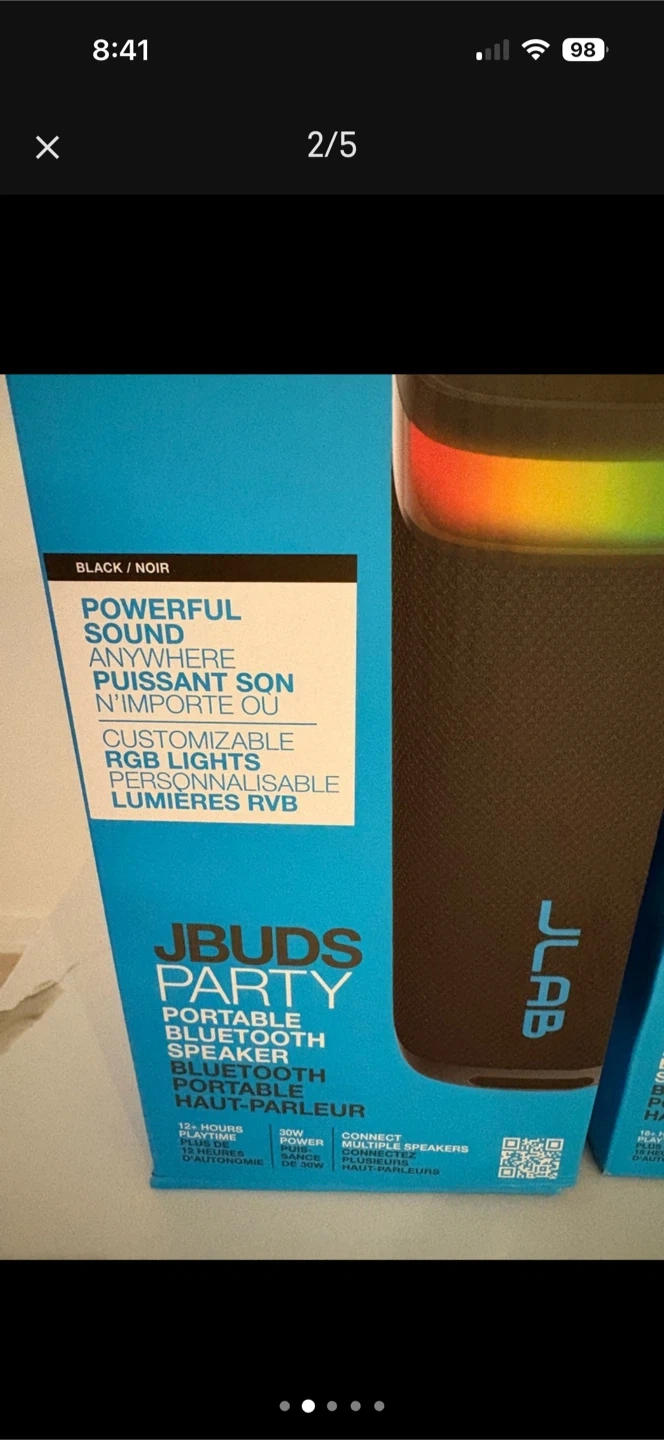 8:41
98
2/5
BLACK / NOIR
POWERFUL
SOUND
ANYWHERE
PUISSANT SON
N'IMPORTE OÙ
CUSTOMIZABLE
RGB LIGHTS
PERSONNALISABLE
LUMIÈRES RVB
JLAB
JBUDS
PARTY
PORTABLE
BLUETOOTH
SPEAKER
BLUETOOTH
PORTABLE
HAUT-PARLEUR
12+ HOURS
PLAYTIME
PLUS DE
12 HEURES
D'AUTONOMIE
30W
POWER
PUIS-
SANCE
DE 30W
CONNECT
MULTIPLE SPEAKERS
CONNECTEZ
PLUSIEURS
HAUT-PARLEURS